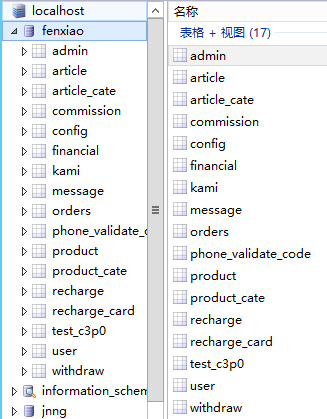 localhost
fenxiao
admin
article
article_cate
commission
config
financial
kami
message
orders
phone_validate_c
product
product_cate
recharge
recharge_card
test_c3p0
user
withdraw
information_schem
jnng
名称
表格 + 视图 (17)
admin
article
article_cate
commission
config
financial
kami
message
orders
phone_validate_code
product
product_cate
recharge
recharge_card
test_c3p0
user
withdraw